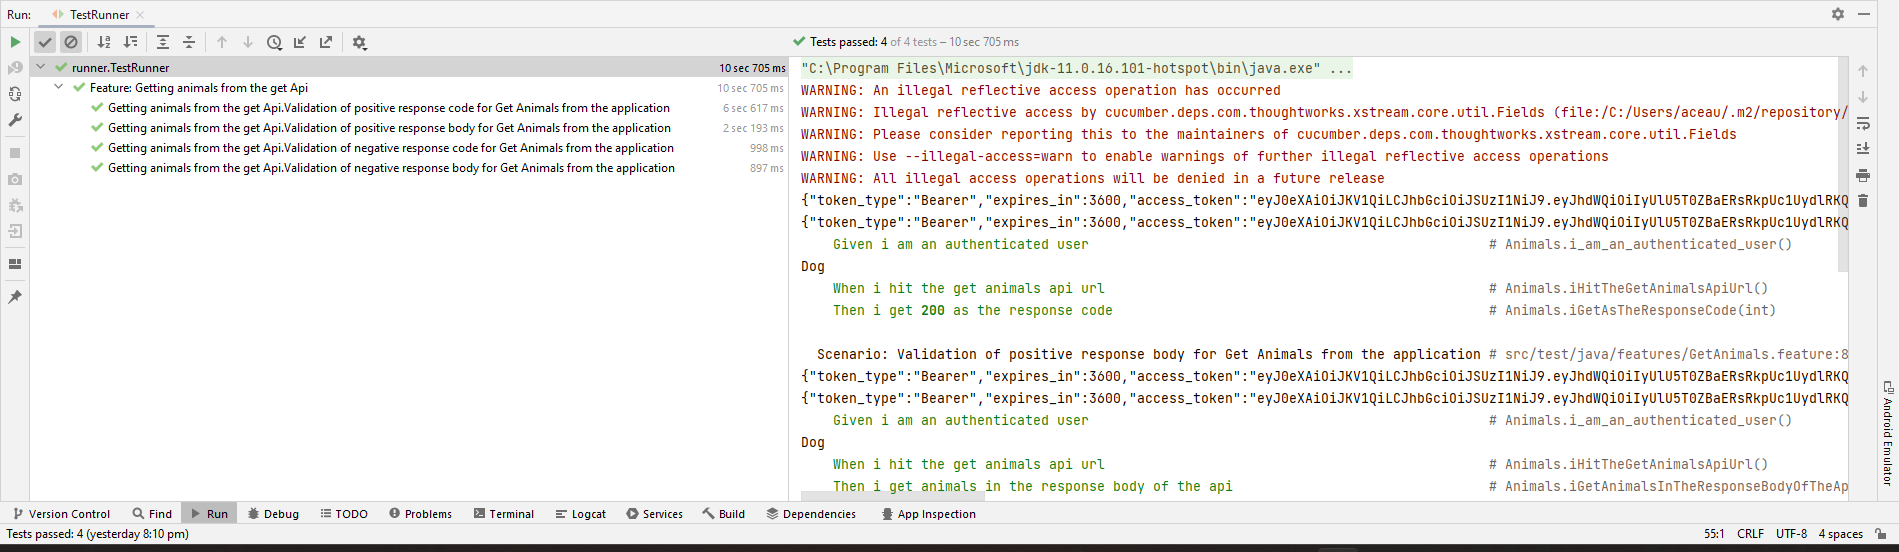 Run: TestRunner
Tests passed: 4 of 4 tests – 10 sec 705 ms
runner.TestRunner 10 sec 705 ms
Feature: Getting animals from the get Api 10 sec 705 ms
Getting animals from the get Api.Validation of positive response code for Get Animals from the application 6 sec 617 ms
Getting animals from the get Api.Validation of positive response body for Get Animals from the application 2 sec 193 ms
Getting animals from the get Api.Validation of negative response code for Get Animals from the application 998 ms
Getting animals from the get Api.Validation of negative response body for Get Animals from the application 897 ms
"C:\Program Files\Microsoft\jdk-11.0.16.101-hotspot\bin\java.exe" ...
WARNING: An illegal reflective access operation has occurred
WARNING: Illegal reflective access by cucumber.deps.com.thoughtworks.xstream.core.util.Fields (file:/C:/Users/aceau/.m2/repository/
WARNING: Please consider reporting this to the maintainers of cucumber.deps.com.thoughtworks.xstream.core.util.Fields
WARNING: Use --illegal-access=warn to enable warnings of further illegal reflective access operations
WARNING: All illegal access operations will be denied in a future release
{"token_type":"Bearer","expires_in":3600,"access_token":"eyJ0eXAiOiJKV1QiLCJhbGciOiJSUzI1NiJ9.eyJhdWQiOiIyUlU5T0ZBaERsRkpUc1UydlRKQ
{"token_type":"Bearer","expires_in":3600,"access_token":"eyJ0eXAiOiJKV1QiLCJhbGciOiJSUzI1NiJ9.eyJhdWQiOiIyUlU5T0ZBaERsRkpUc1UydlRKQ
Given i am an authenticated user # Animals.i_am_an_authenticated_user()
Dog
When i hit the get animals api url # Animals.iHitTheGetAnimalsApiUrl()
Then i get 200 as the response code # Animals.iGetAsTheResponseCode(int)
Scenario: Validation of positive response body for Get Animals from the application # src/test/java/features/GetAnimals.feature:8
{"token_type":"Bearer","expires_in":3600,"access_token":"eyJ0eXAiOiJKV1QiLCJhbGciOiJSUzI1NiJ9.eyJhdWQiOiIyUlU5T0ZBaERsRkpUc1UydlRKQ
{"token_type":"Bearer","expires_in":3600,"access_token":"eyJ0eXAiOiJKV1QiLCJhbGciOiJSUzI1NiJ9.eyJhdWQiOiIyUlU5T0ZBaERsRkpUc1UydlRKQ
Given i am an authenticated user # Animals.i_am_an_authenticated_user()
Dog
When i hit the get animals api url # Animals.iHitTheGetAnimalsApiUrl()
Then i get animals in the response body of the api # Animals.iGetAnimalsInTheResponseBodyOfTheAp
Android Emulator
Version Control Find Run Debug TODO Problems Terminal Logcat Services Build Dependencies App Inspection
Tests passed: 4 (yesterday 8:10 pm) 55:1 CRLF UTF-8 4 spaces